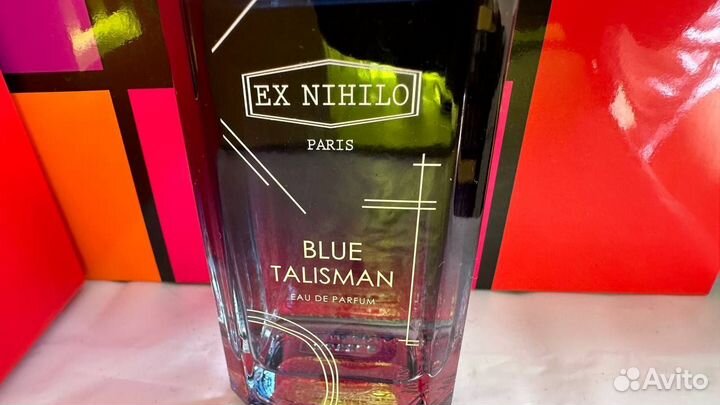 EX NIHILO
PARIS
BLUE
TALISMAN
EAU DE PARFUM
Avito